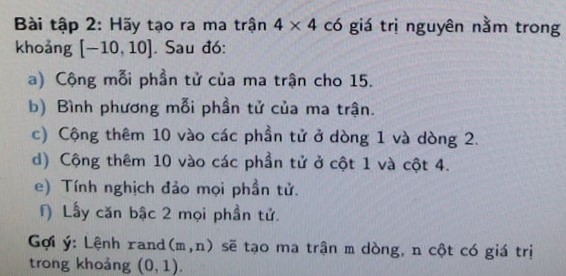 Bài tập 2: Hãy tạo ra ma trận 4 × 4 có giá trị nguyên nằm trong
khoảng [−10, 10]. Sau đó:
a) Cộng mỗi phần tử của ma trận cho 15.
b) Bình phương mỗi phần tử của ma trận.
c) Cộng thêm 10 vào các phần tử ở dòng 1 và dòng 2.
d) Cộng thêm 10 vào các phần tử ở cột 1 và cột 4.
e) Tính nghịch đảo mọi phần tử.
f) Lấy căn bậc 2 mọi phần tử.
Gợi ý: Lệnh rand(m,n) sẽ tạo ma trận m dòng, n cột có giá trị
trong khoảng (0, 1).